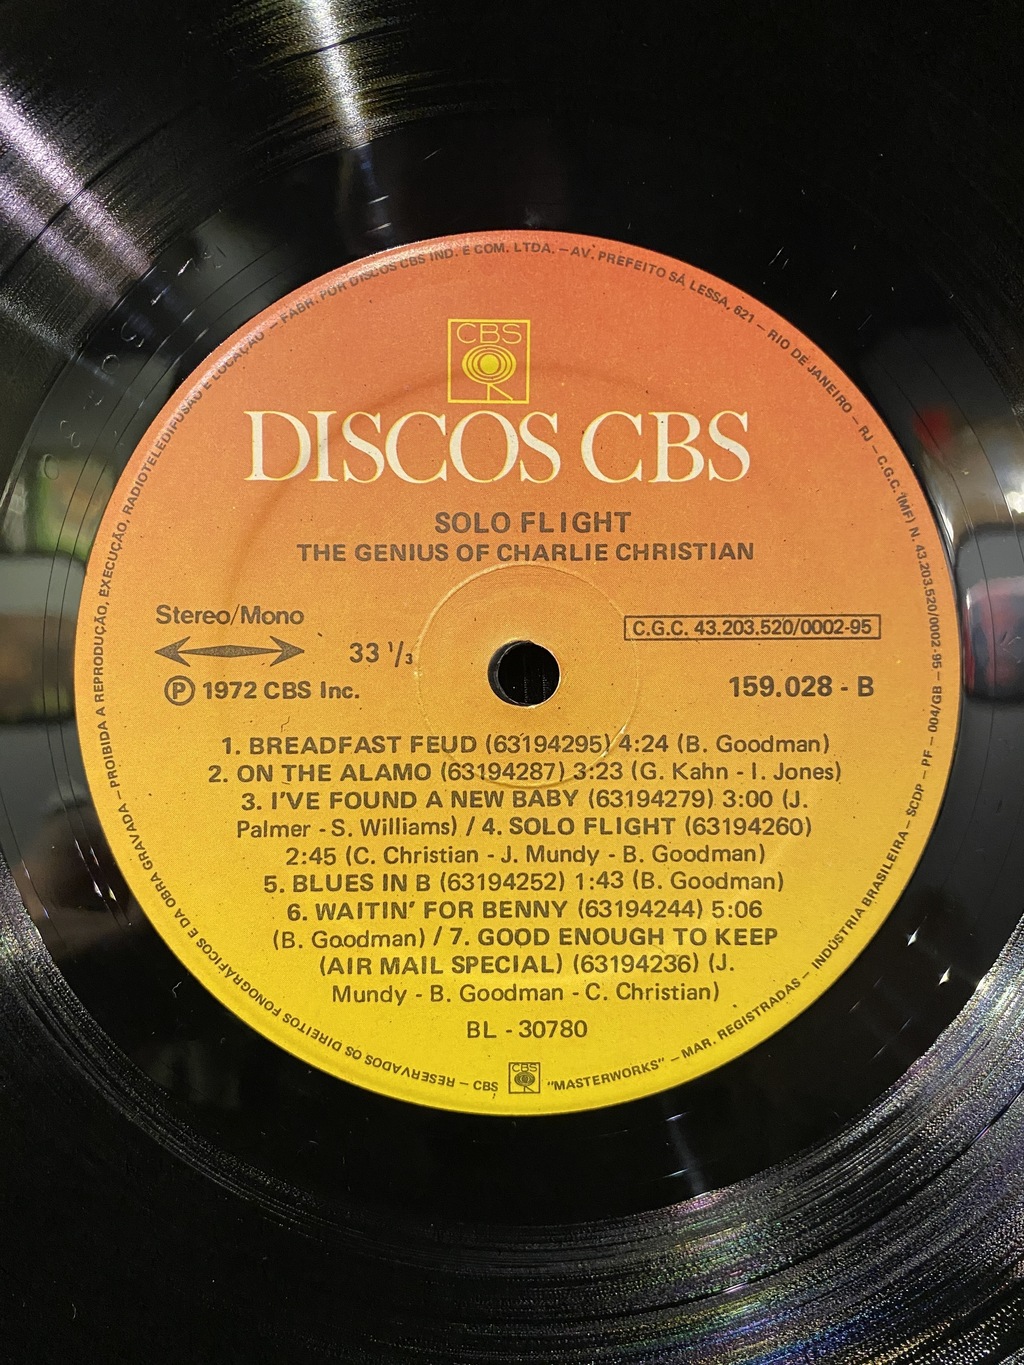 CBS
DISCOS CBS
SOLO FLIGHT
THE GENIUS OF CHARLIE CHRISTIAN
Stereo/Mono
33 1/3
C.G.C. 43.203.520/0002-95
Ⓟ 1972 CBS Inc.
159.028 - B
1. BREADFAST FEUD (63194295) 4:24 (B. Goodman)
2. ON THE ALAMO (63194287) 3:23 (G. Kahn - I. Jones)
3. I'VE FOUND A NEW BABY (63194279) 3:00 (J.
Palmer - S. Williams) / 4. SOLO FLIGHT (63194260)
2:45 (C. Christian - J. Mundy - B. Goodman)
5. BLUES IN B (63194252) 1:43 (B. Goodman)
6. WAITIN' FOR BENNY (63194244) 5:06
(B. Goodman) / 7. GOOD ENOUGH TO KEEP
(AIR MAIL SPECIAL) (63194236) (J.
Mundy - B. Goodman - C. Christian)
BL - 30780
RESERVADOS OS DIREITOS FONOGRÁFICOS E DA OBRA GRAVADA – PROIBIDA A REPRODUÇÃO, EXECUÇÃO, RADIOTELEDIFUSÃO E LOCAÇÃO – FABR. POR DISCOS CBS IND. E COM. LTDA. – AV. PREFEITO SÁ LESSA, 621 – RIO DE JANEIRO – RJ – C.G.C. (MF) N. 43.203.520/0002-95 – PF – 004/GB – SCDP – INDÚSTRIA BRASILEIRA – MAR. REGISTRADAS – "MASTERWORKS" CBS – CBS